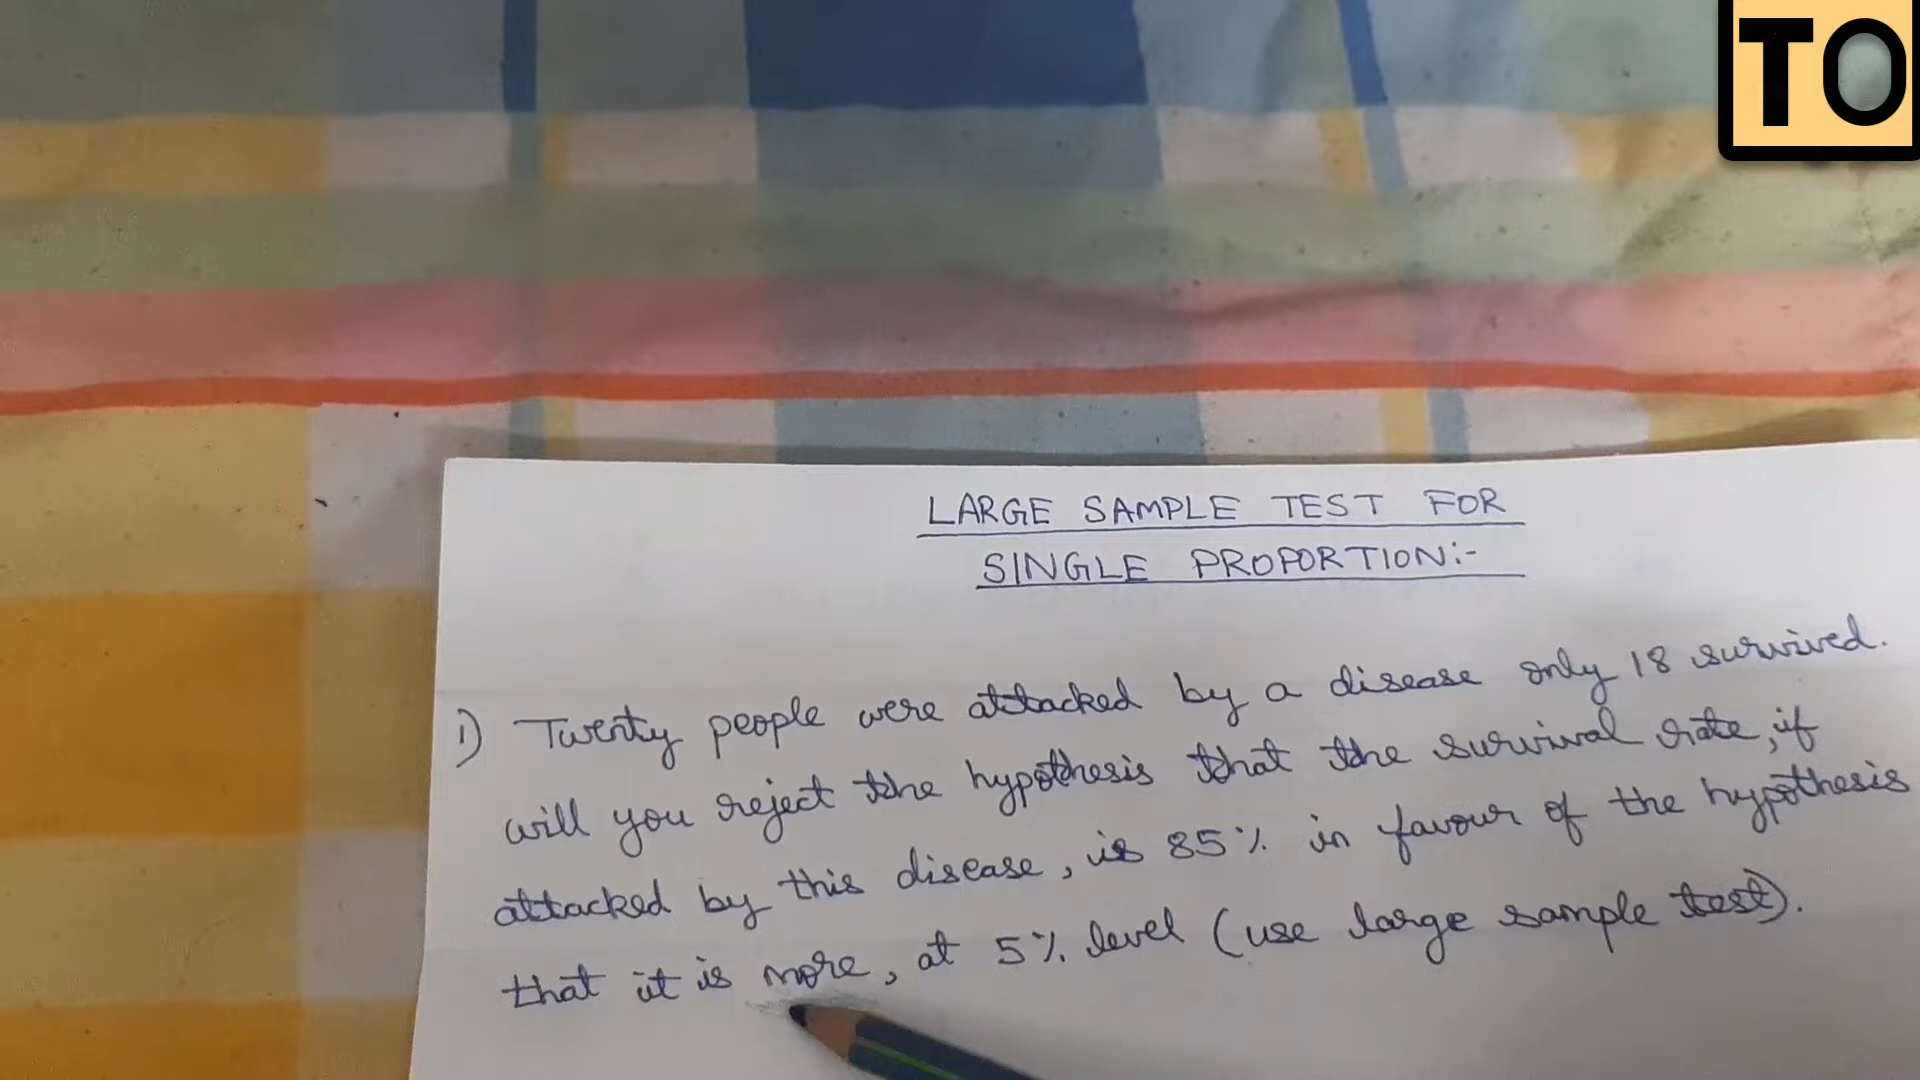 TO
LARGE SAMPLE TEST FOR
SINGLE PROPORTION:-
1) Twenty people were attacked by a disease only 18 survived.
will you reject the hypothesis that the survival rate, if
attacked by this disease, is 85% in favour of the hypothesis
that it is more, at 5% level (use large sample test).